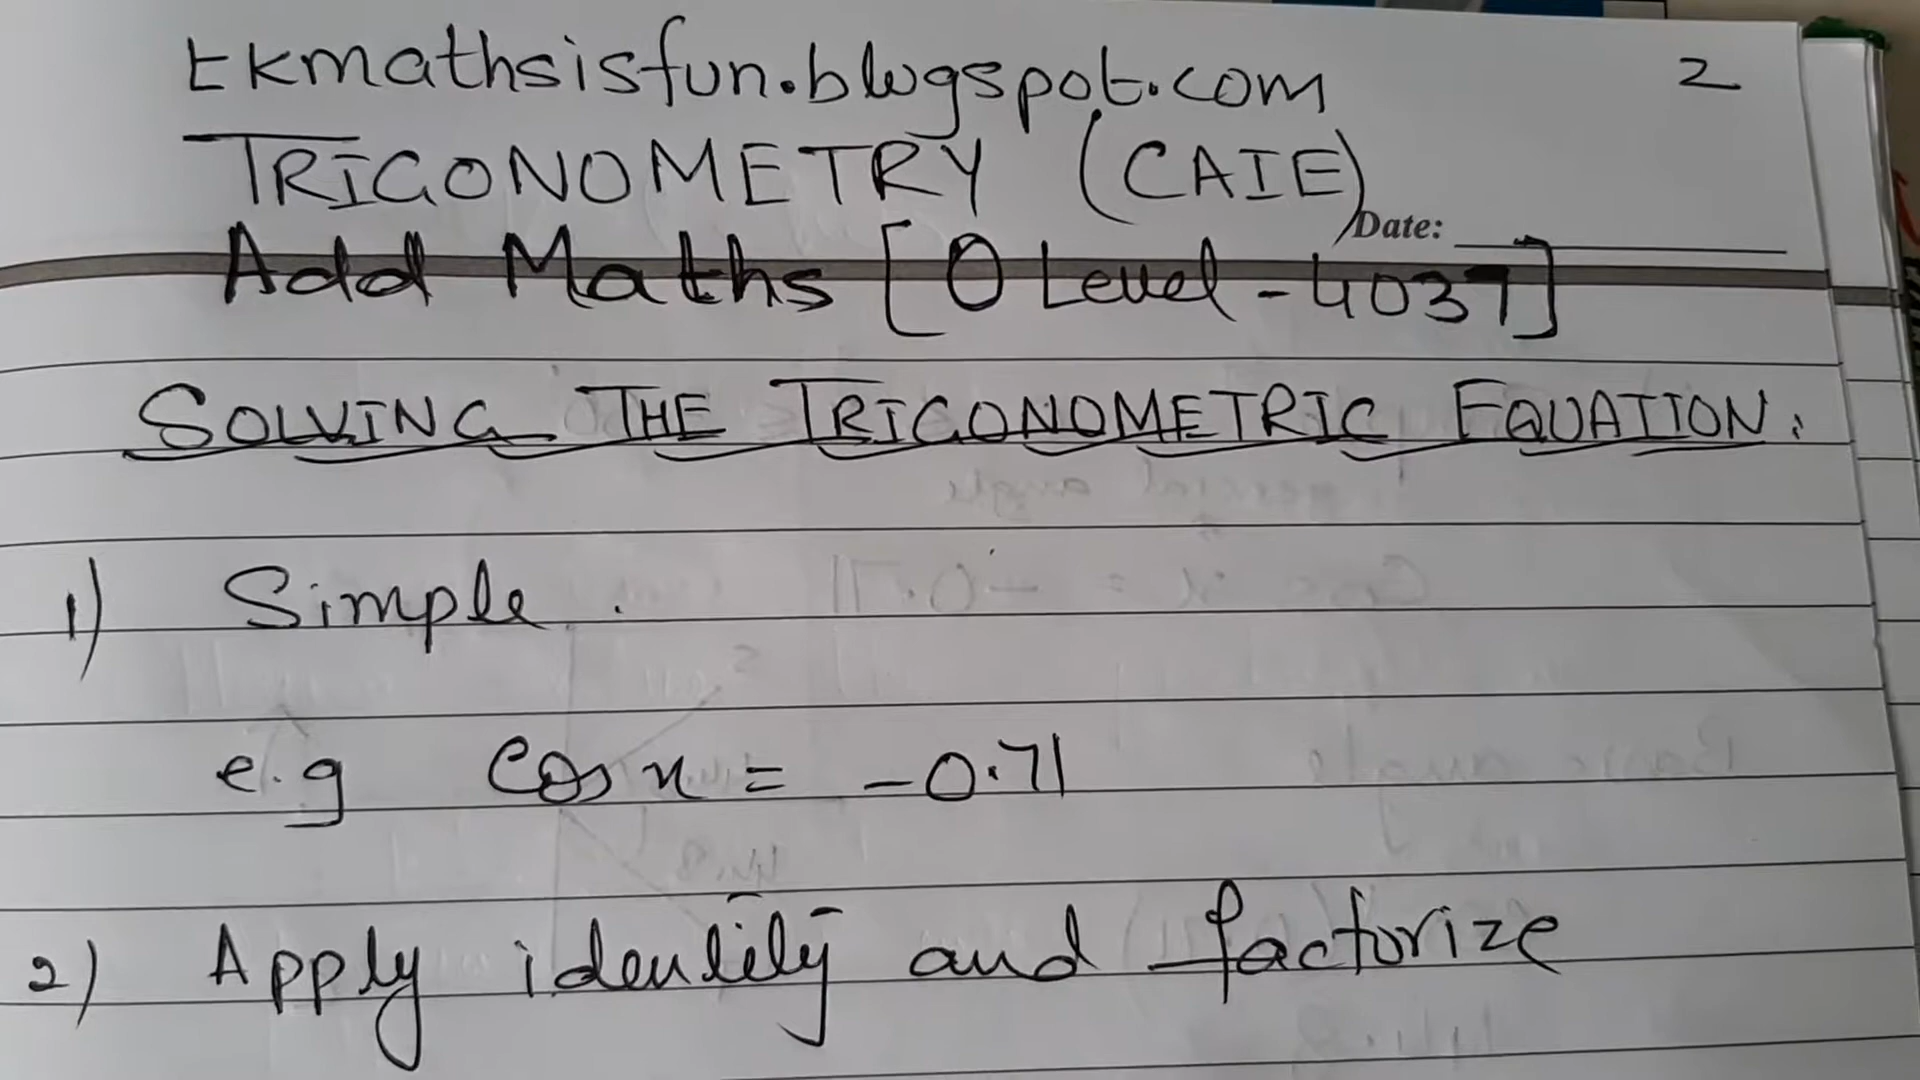 tkmathsisfun.blogspot.com 2
TRIGONOMETRY (CAIE)
Date:
Add Maths [O Level - 4037]
SOLVING THE TRIGONOMETRIC EQUATION.
1) Simple.
e.g cos x = -0.71
2) Apply identity and factorize